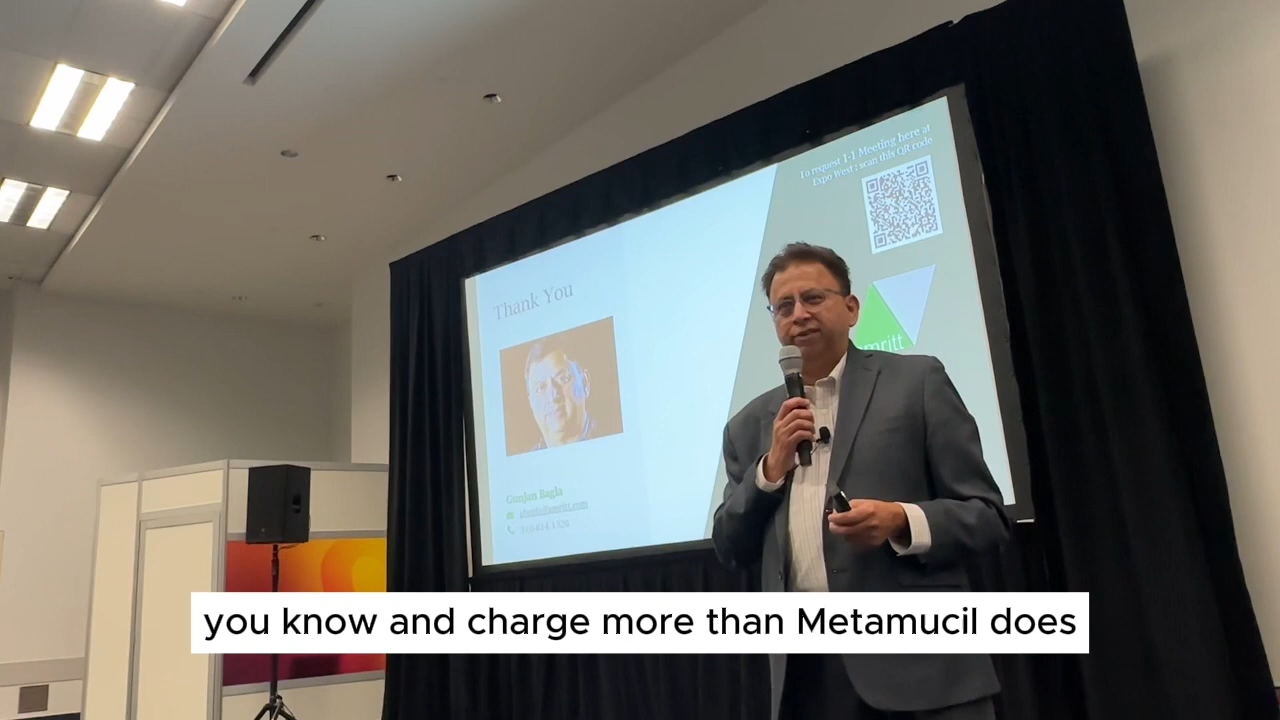 To request 1-1 Meeting here at
Expo West : scan this QR code
Thank You
amritt
Gunjan Bagla
you know and charge more than Metamucil does